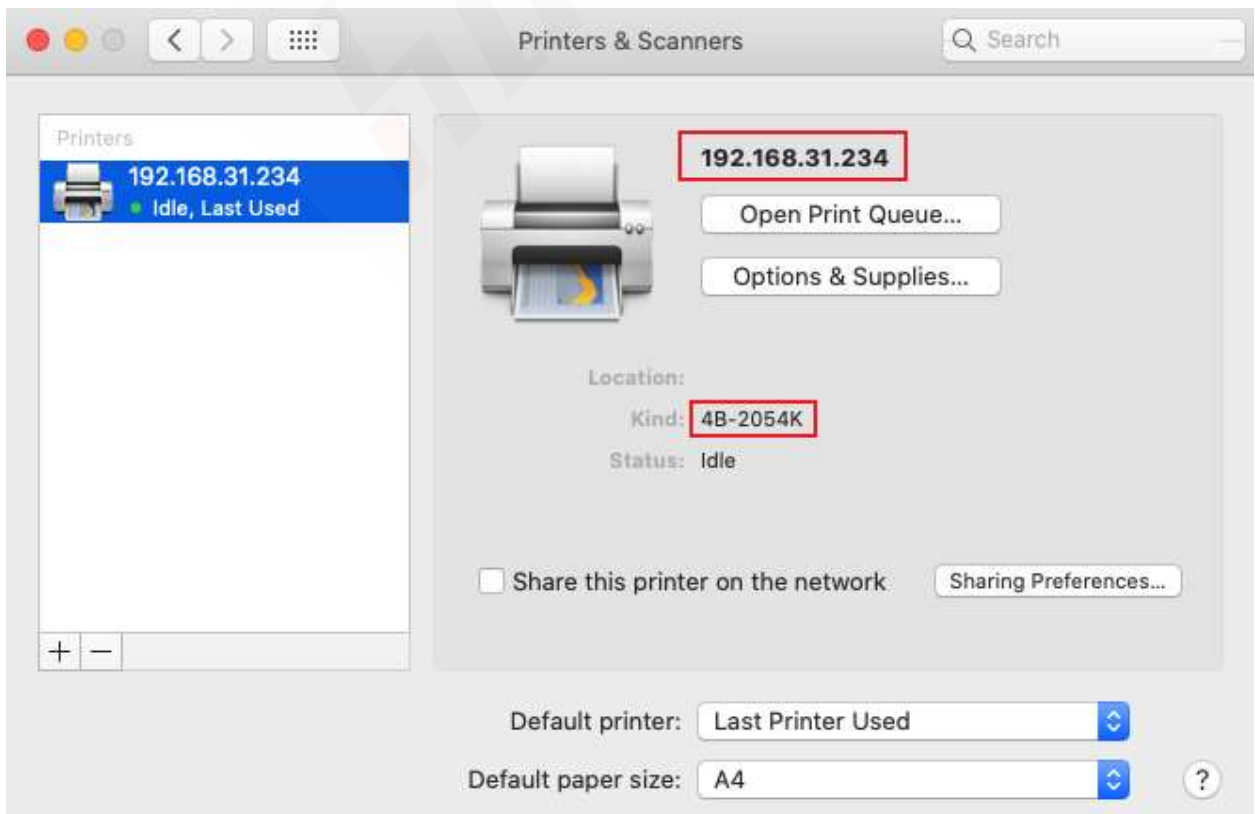 Printers & Scanners
Search
Printers
192.168.31.234
Idle, Last Used
192.168.31.234
Open Print Queue...
Options & Supplies...
Location:
Kind: 4B-2054K
Status: Idle
Share this printer on the network
Sharing Preferences...
+ −
Default printer: Last Printer Used
Default paper size: A4
?